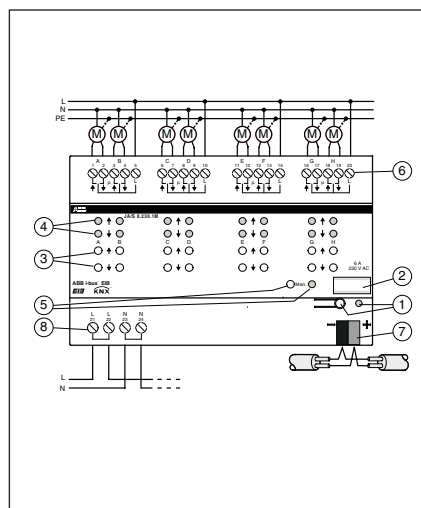 L
N
PE
M M M M M M M M
A B C D E F G H
1 2 3 4 5 6 7 8 9 10 11 12 13 14 15 16 17 18 19 20
L L L L
6
ABB
JA/S 8.230.1M
4
A B C D E F G H
3
6 A
230 V AC
2
ABB i-bus® EIB
EIB KNX
Man.
5
1
L L N N
21 22 23 24
8
− +
7
L
N